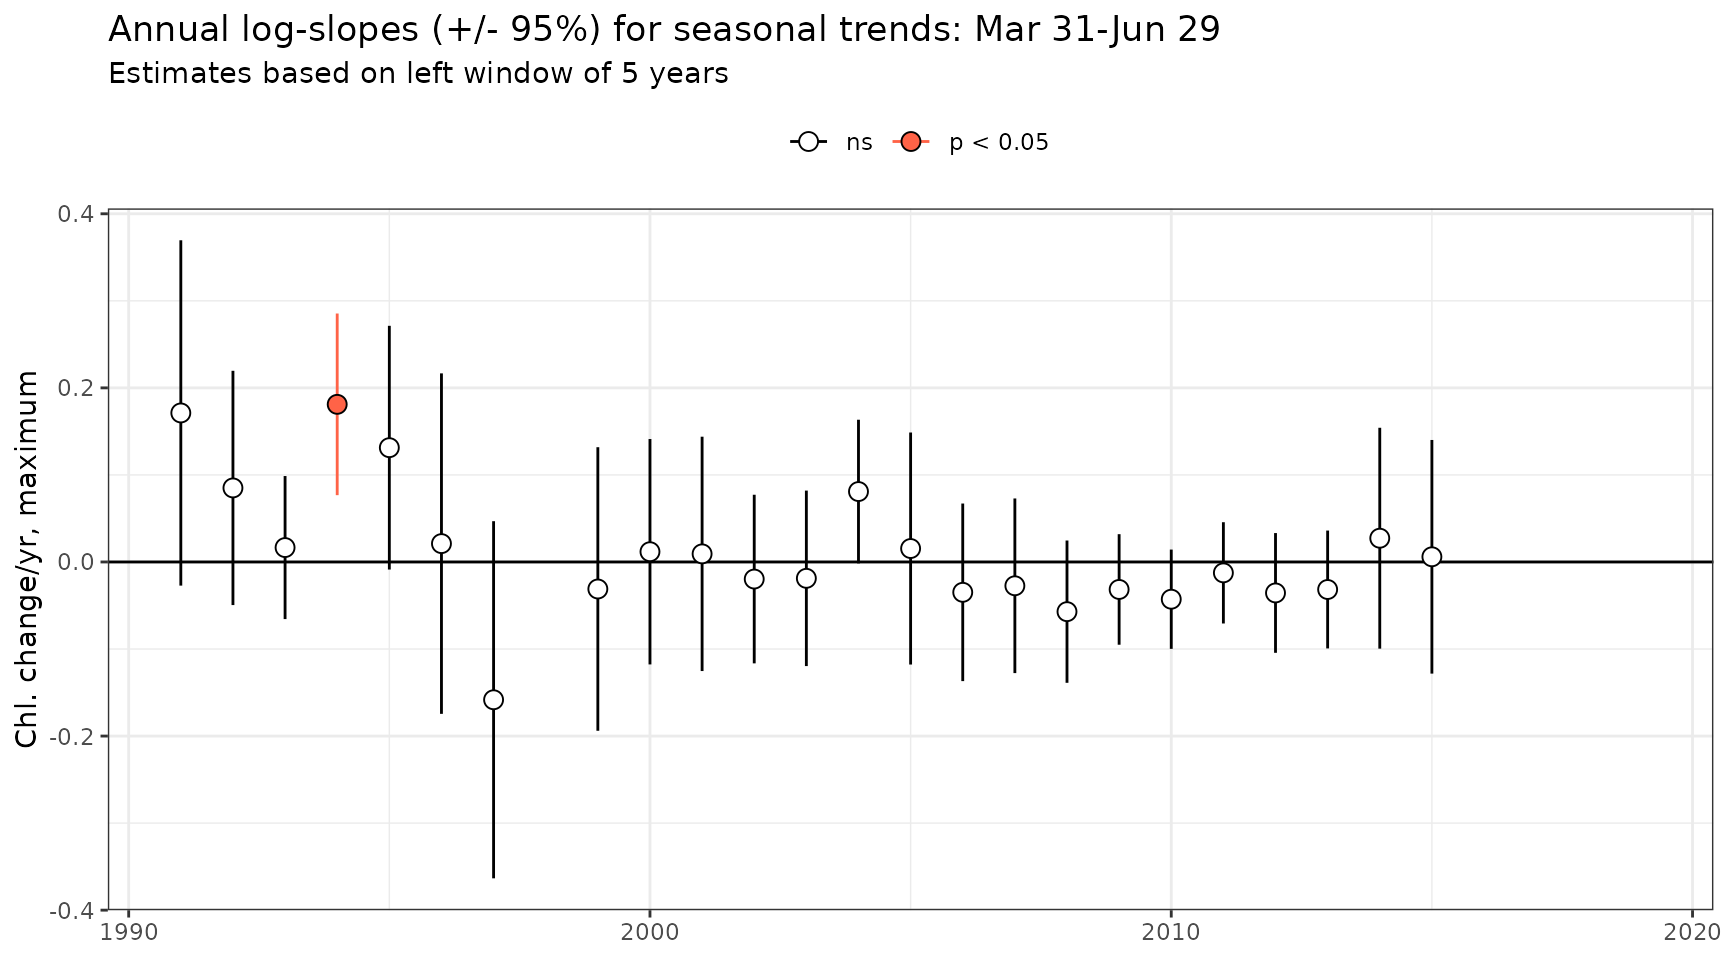 Annual log-slopes (+/- 95%) for seasonal trends: Mar 31-Jun 29
Estimates based on left window of 5 years
ns p < 0.05
Chl. change/yr, maximum
0.4
0.2
0.0
-0.2
-0.4
1990 2000 2010 2020